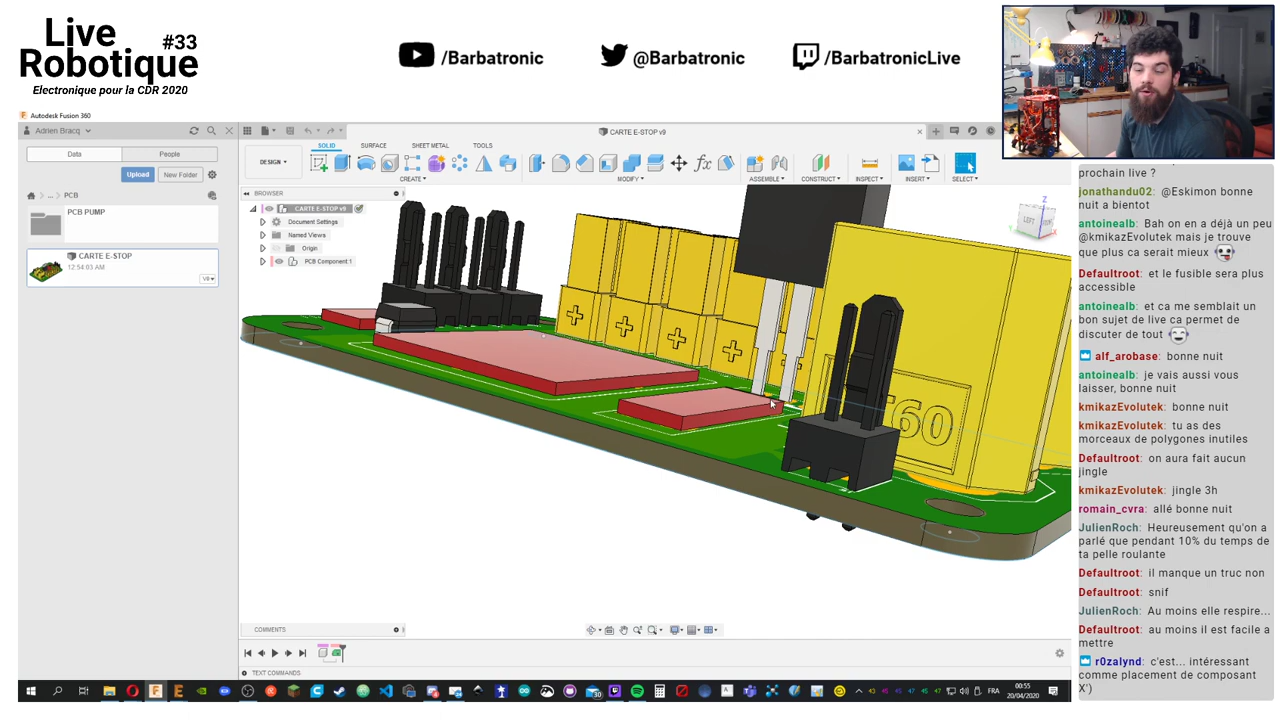 Live
Robotique #33
Electronique pour la CDR 2020
/Barbatronic
@Barbatronic
/BarbatronicLive
Autodesk Fusion 360
Adrien Bracq
Data
People
Upload
New Folder
... PCB
PCB PUMP
CARTE E-STOP
12:54:03 AM
V9
CARTE E-STOP v9
DESIGN
SOLID
SURFACE
SHEET METAL
TOOLS
CREATE
MODIFY
ASSEMBLE
CONSTRUCT
INSPECT
INSERT
SELECT
BROWSER
CARTE E-STOP v9
Document Settings
Named Views
Origin
PCB Component:1
Z
LEFT
60
COMMENTS
TEXT COMMANDS
prochain live ?
jonathandu02: @Eskimon bonne
nuit a bientot
antoinealb: Bah on en a déjà un peu
@kmikazEvolutek mais je trouve
que plus ca serait mieux
Defaultroot: et le fusible sera plus
accessible
antoinealb: et ca me semblait un
bon sujet de live ca permet de
discuter de tout
alf_arobase: bonne nuit
antoinealb: je vais aussi vous
laisser, bonne nuit
kmikazEvolutek: bonne nuit
kmikazEvolutek: tu as des
morceaux de polygones inutiles
Defaultroot: on aura fait aucun
jingle
kmikazEvolutek: jingle 3h
romain_cvra: allé bonne nuit
JulienRoch: Heureusement qu'on a
parlé que pendant 10% du temps de
ta pelle roulante
Defaultroot: il manque un truc non
Defaultroot: snif
JulienRoch: Au moins elle respire...
Defaultroot: au moins il est facile a
mettre
r0zalynd: c'est... intéressant
comme placement de composant
X')
FRA
00:55
20/04/2020